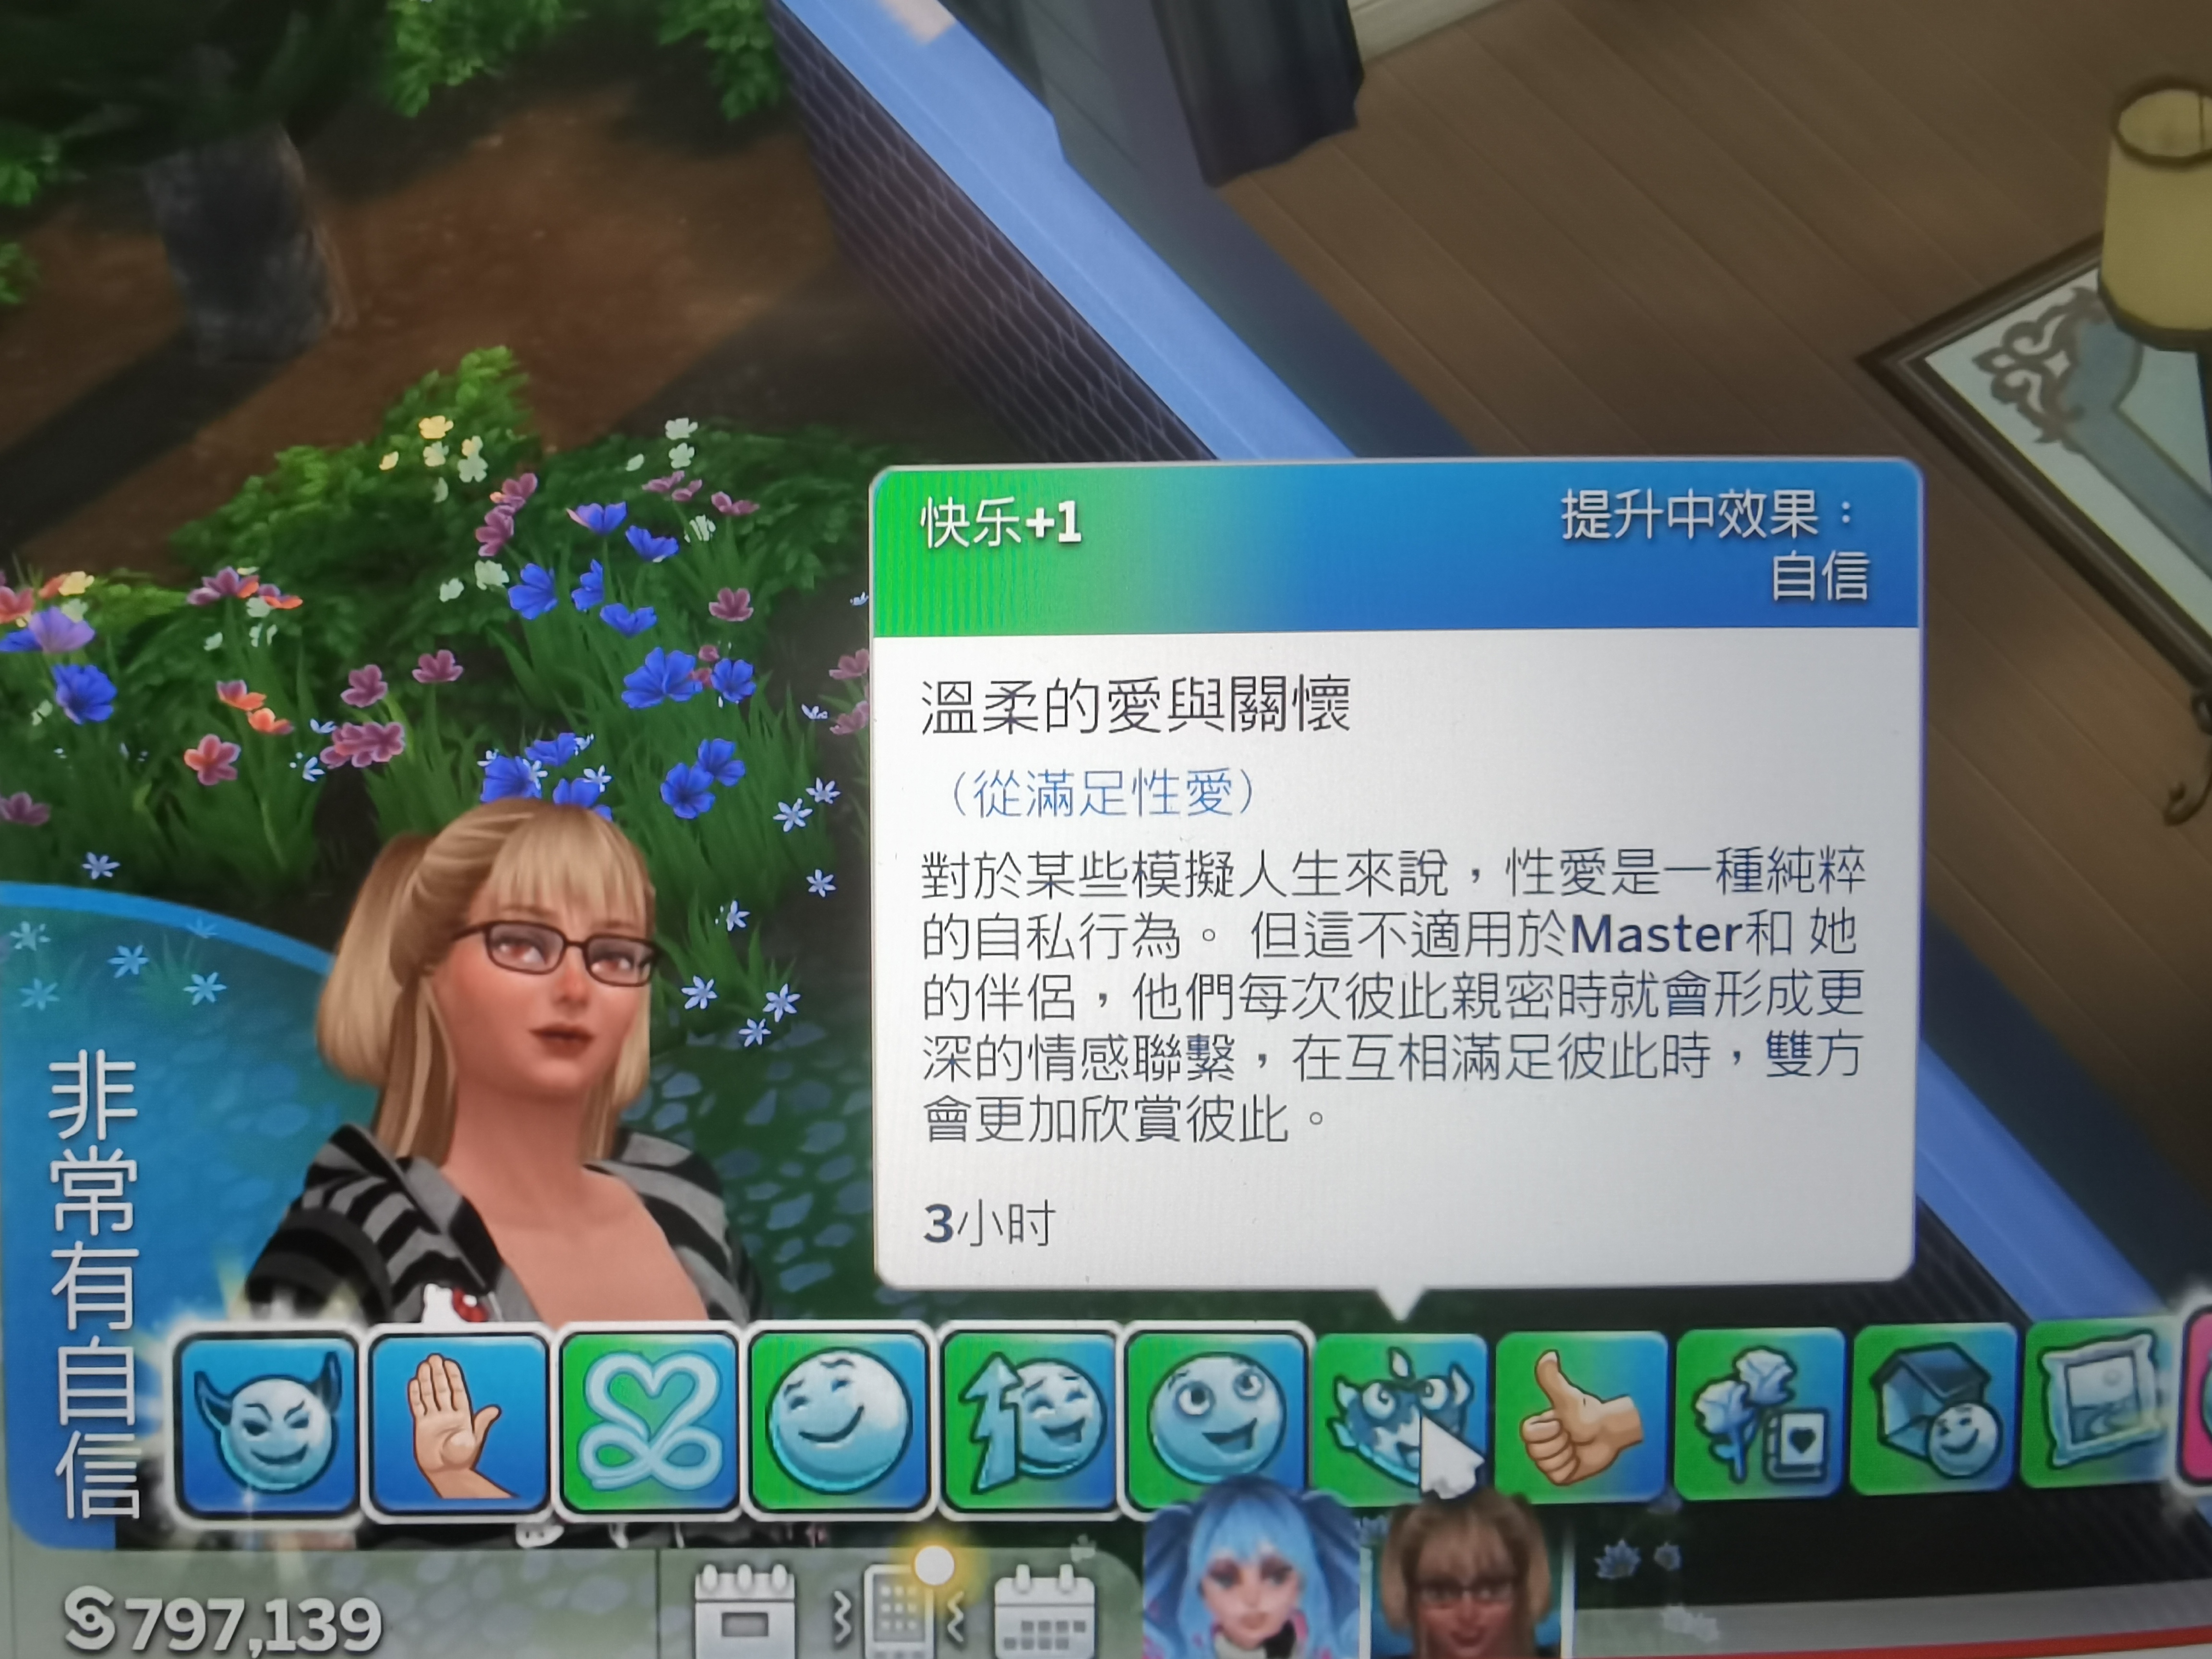 快乐+1
提升中效果：
自信
溫柔的愛與關懷
（從滿足性愛）
對於某些模擬人生來說，性愛是一種純粹
的自私行為。 但這不適用於Master和 她
的伴侶，他們每次彼此親密時就會形成更
深的情感聯繫，在互相滿足彼此時，雙方
會更加欣賞彼此。
3小时
非常有自信
§797,139